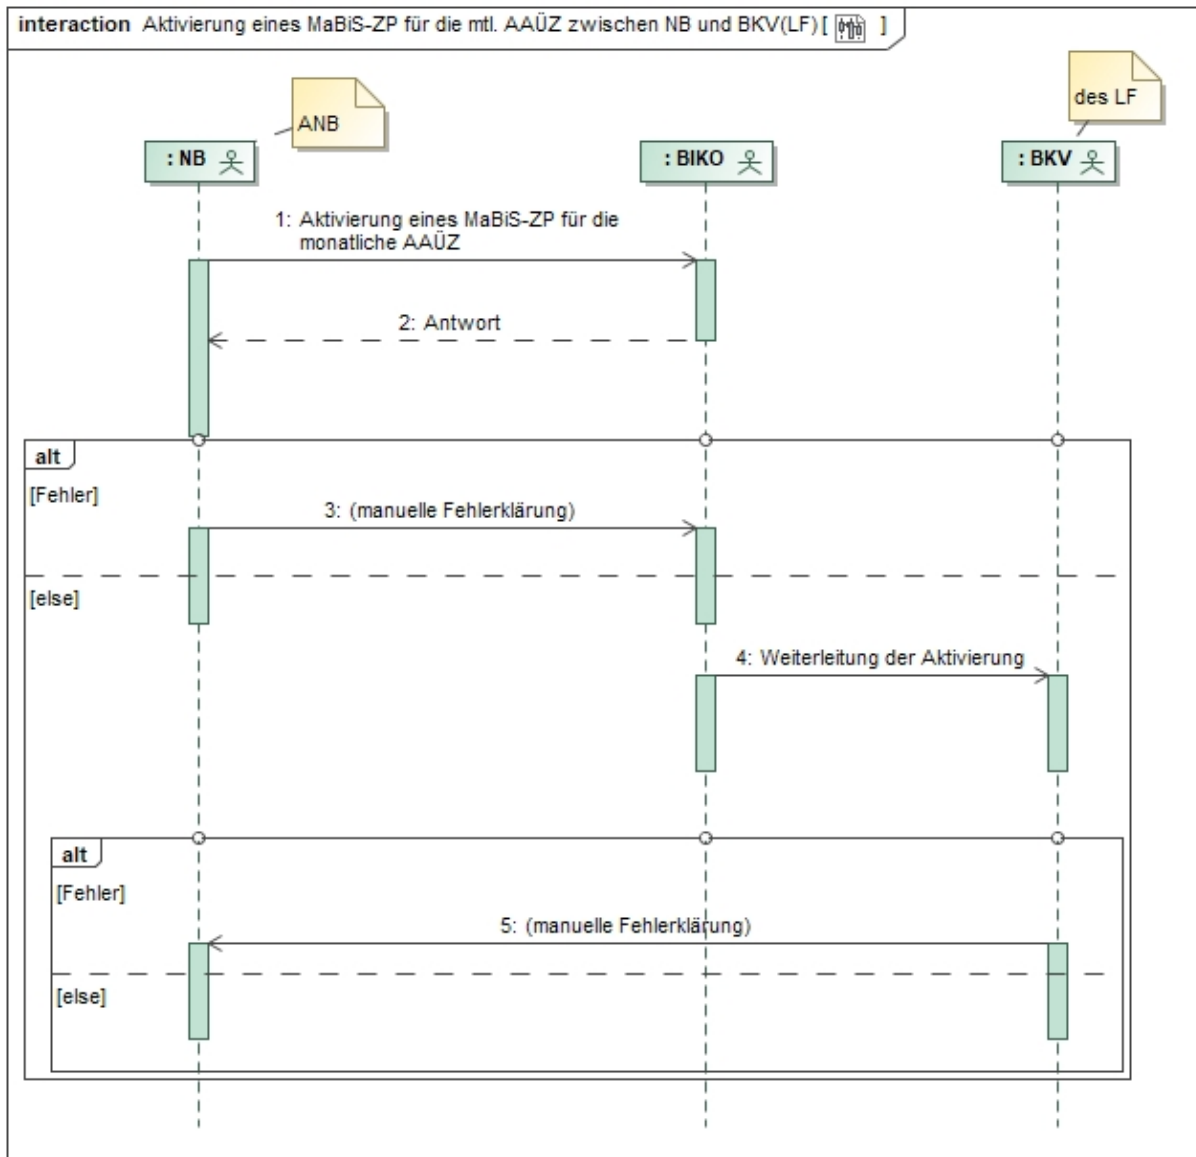 interaction Aktivierung eines MaBiS-ZP für die mtl. AAÜZ zwischen NB und BKV(LF) [ ]
ANB
des LF
: NB
: BIKO
: BKV
1: Aktivierung eines MaBiS-ZP für die
monatliche AAÜZ
2: Antwort
alt
[Fehler]
3: (manuelle Fehlerklärung)
[else]
4: Weiterleitung der Aktivierung
alt
[Fehler]
5: (manuelle Fehlerklärung)
[else]